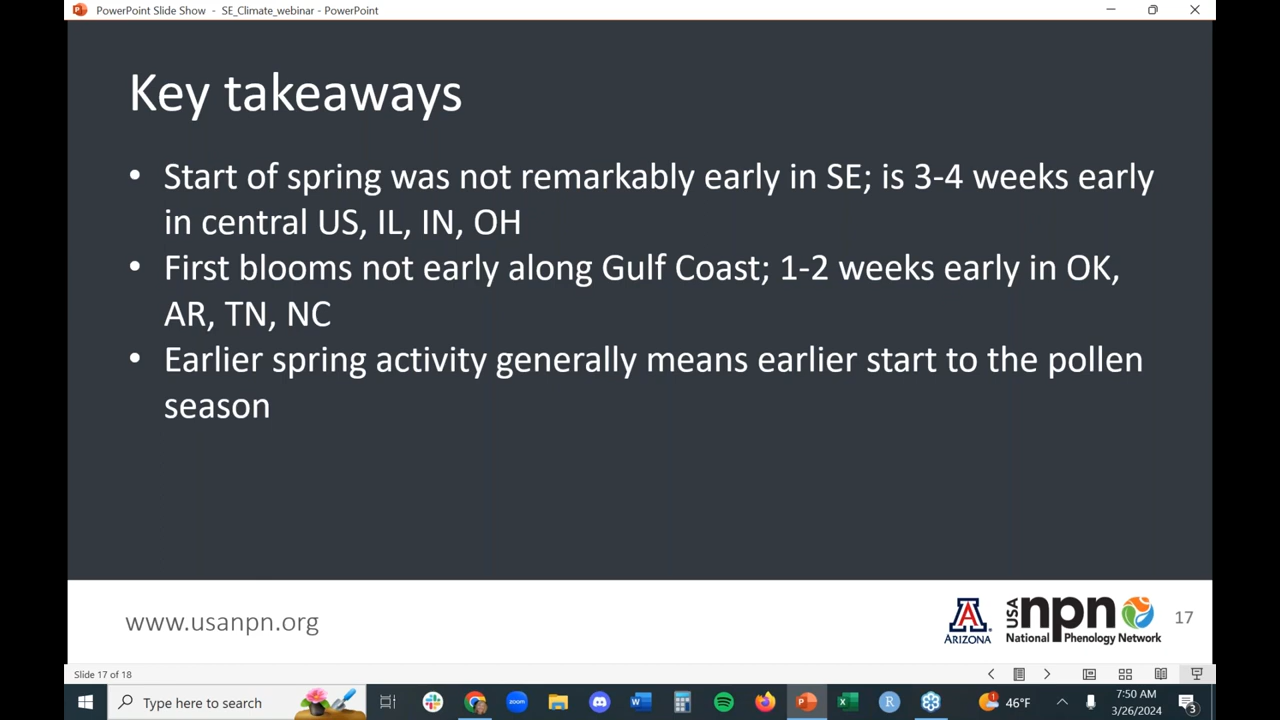 PowerPoint Slide Show - SE_Climate_webinar - PowerPoint
Key takeaways
• Start of spring was not remarkably early in SE; is 3-4 weeks early
in central US, IL, IN, OH
• First blooms not early along Gulf Coast; 1-2 weeks early in OK,
AR, TN, NC
• Earlier spring activity generally means earlier start to the pollen
season
www.usanpn.org
A
ARIZONA
USA npn
National Phenology Network
17
Slide 17 of 18
Type here to search
zoom
46°F
7:50 AM
3/26/2024
3